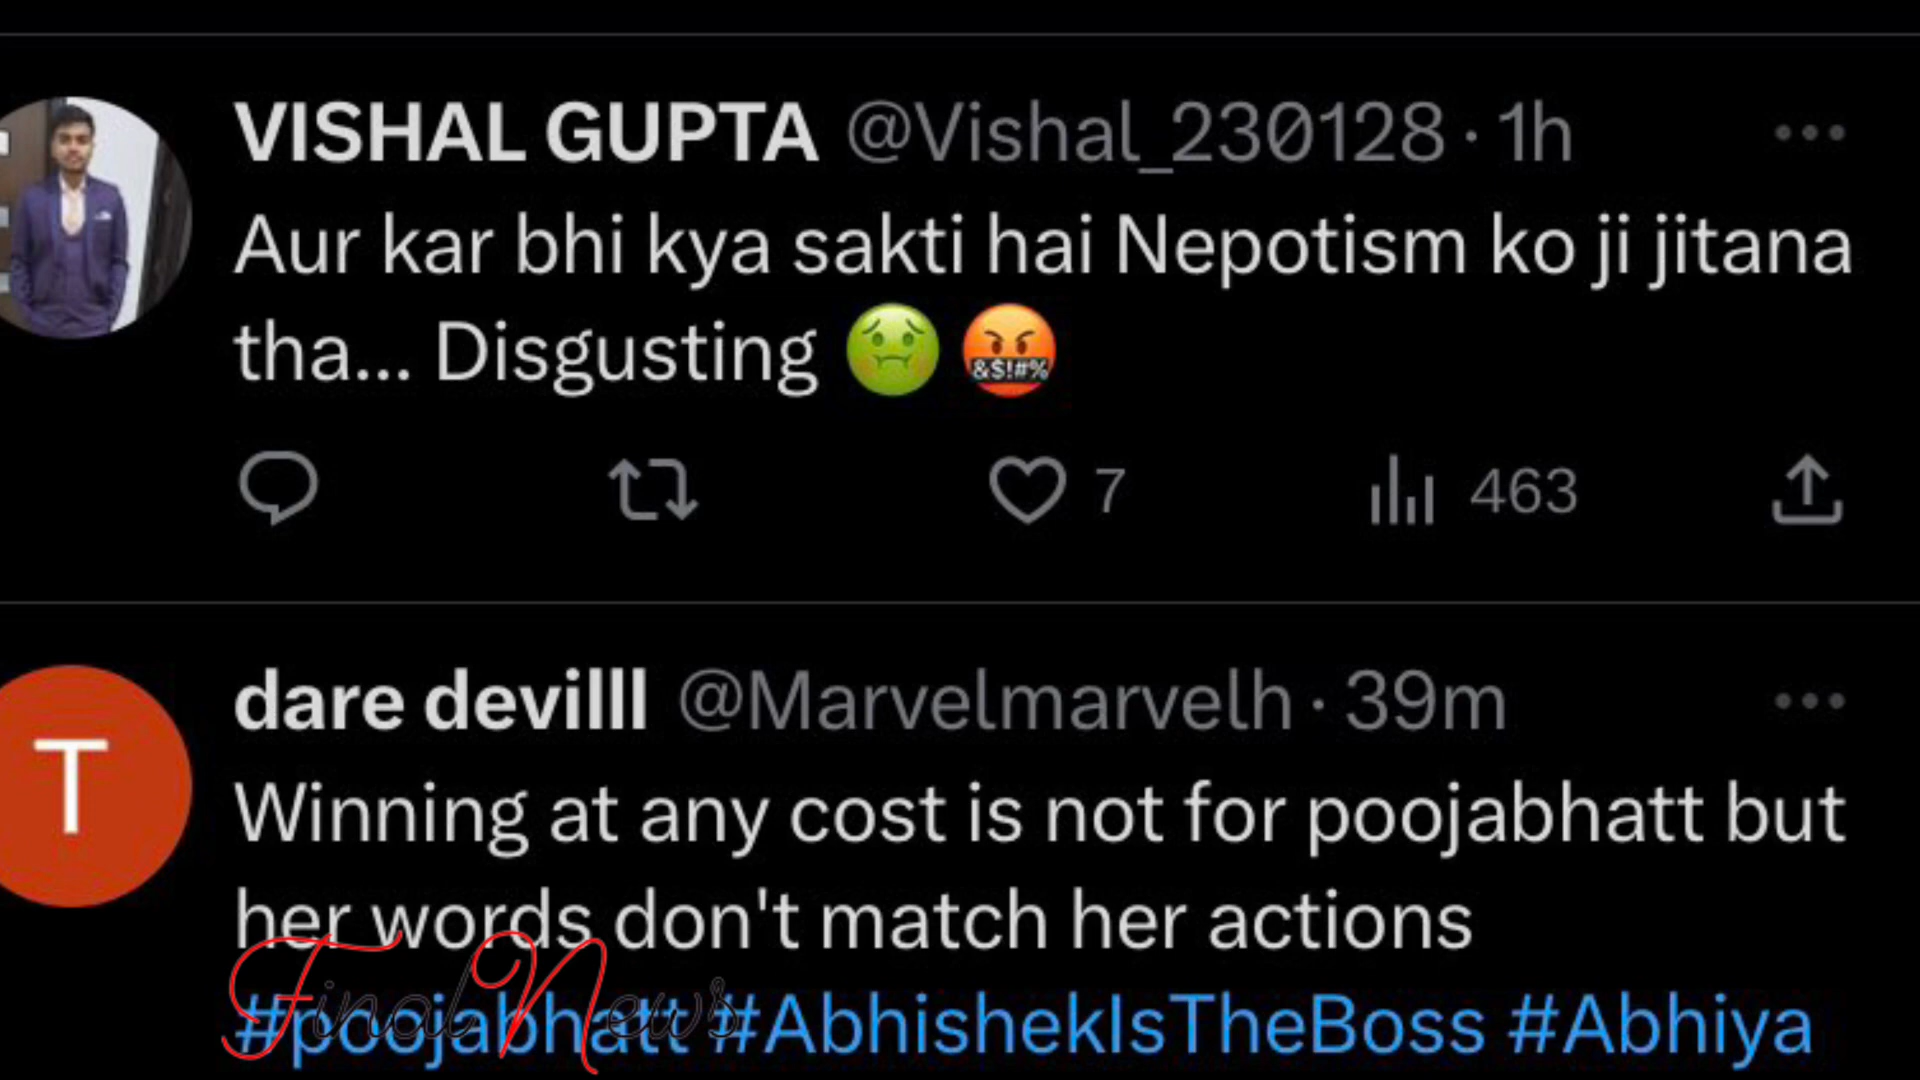 VISHAL GUPTA @Vishal_230128 · 1h
Aur kar bhi kya sakti hai Nepotism ko ji jitana
tha... Disgusting 🤢 🤬
7 463
T
dare devilll @Marvelmarvelh · 39m
Winning at any cost is not for poojabhatt but
her words don't match her actions
#poojabhatt #AbhishekIsTheBoss #Abhiya
Final News